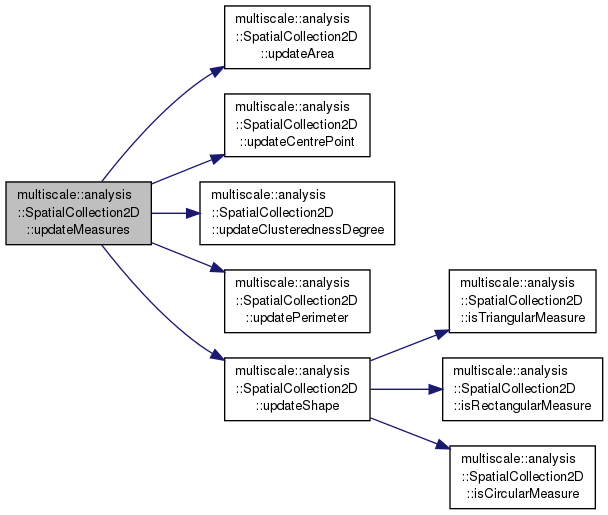 multiscale::analysis
::SpatialCollection2D
::updateArea
multiscale::analysis
::SpatialCollection2D
::updateCentrePoint
multiscale::analysis
::SpatialCollection2D
::updateMeasures
multiscale::analysis
::SpatialCollection2D
::updateClusterednessDegree
multiscale::analysis
::SpatialCollection2D
::updatePerimeter
multiscale::analysis
::SpatialCollection2D
::updateShape
multiscale::analysis
::SpatialCollection2D
::isTriangularMeasure
multiscale::analysis
::SpatialCollection2D
::isRectangularMeasure
multiscale::analysis
::SpatialCollection2D
::isCircularMeasure